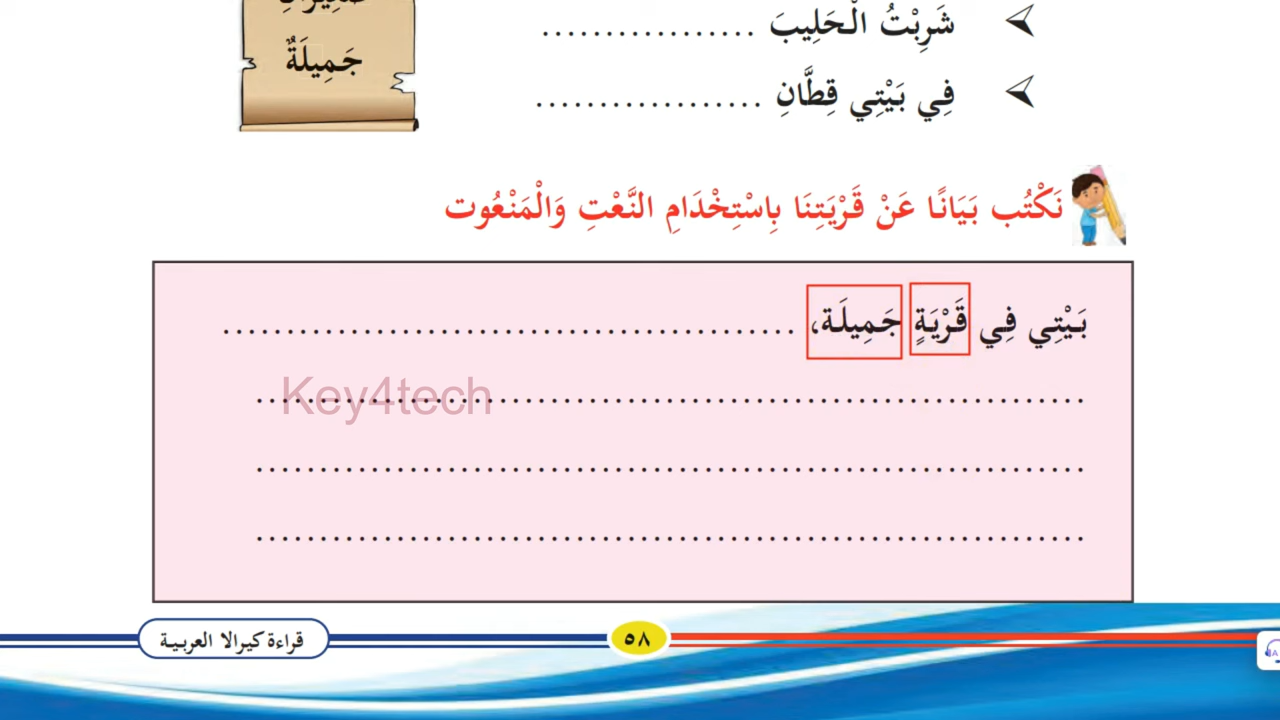 شَرِبْتُ الْحَلِيبَ .................
جَمِيلَةٌ
فِي بَيْتِي قِطَّانِ ..................
نَكْتُب بَيَانًا عَنْ قَرْيَتِنَا بِاسْتِخْدَامِ النَّعْتِ وَالْمَنْعُوت
بَيْتِي فِي قَرْيَةٍ جَمِيلَة، .............................................
Key4tech
٥٨
قراءة كيرالا العربية